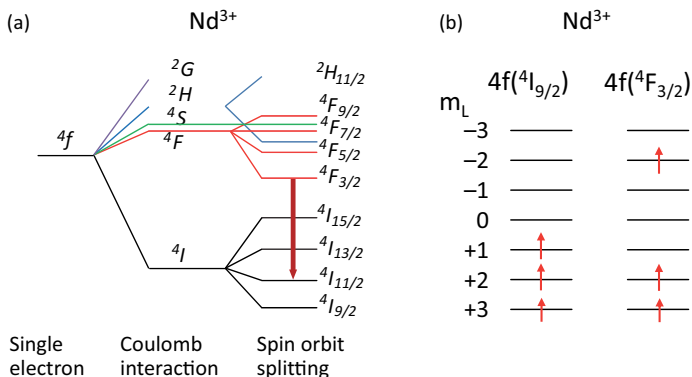 (a) Nd³⁺
²G
²H
⁴S
⁴F
⁴f
⁴I
²H₁₁/₂
⁴F₉/₂
⁴F₇/₂
⁴F₅/₂
⁴F₃/₂
⁴I₁₅/₂
⁴I₁₃/₂
⁴I₁₁/₂
⁴I₉/₂
Single
electron
Coulomb
interaction
Spin orbit
splitting
(b) Nd³⁺
4f(⁴I₉/₂) 4f(⁴F₃/₂)
m_L
−3
−2
−1
0
+1
+2
+3